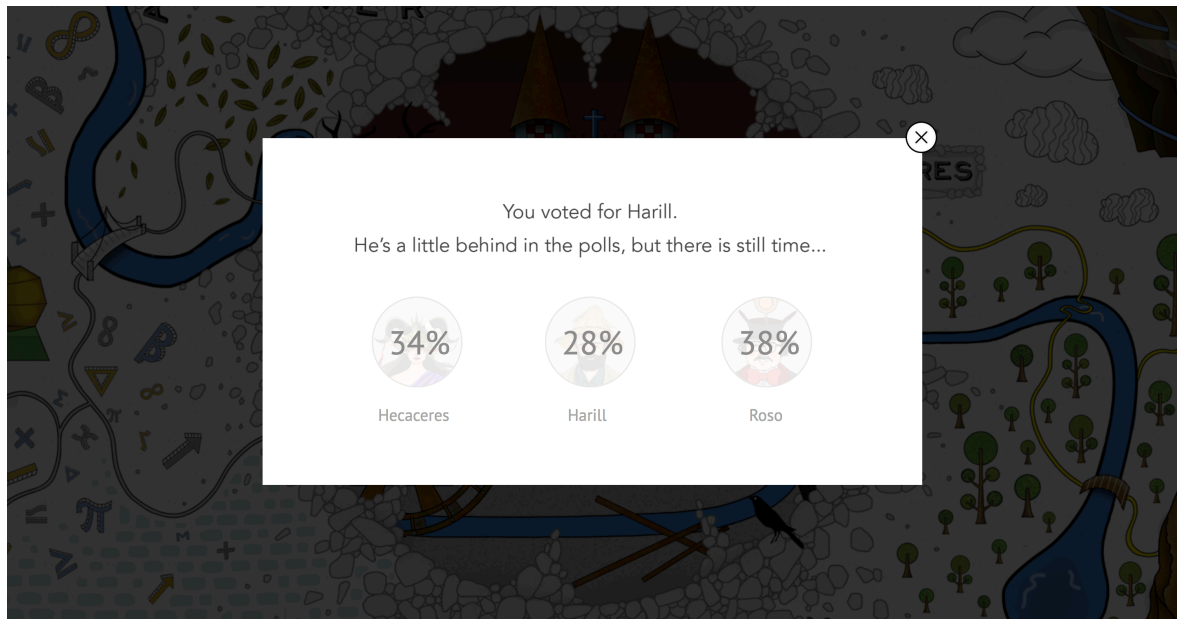 RES
You voted for Harill.
He's a little behind in the polls, but there is still time...
34%
28%
38%
Hecaceres
Harill
Roso